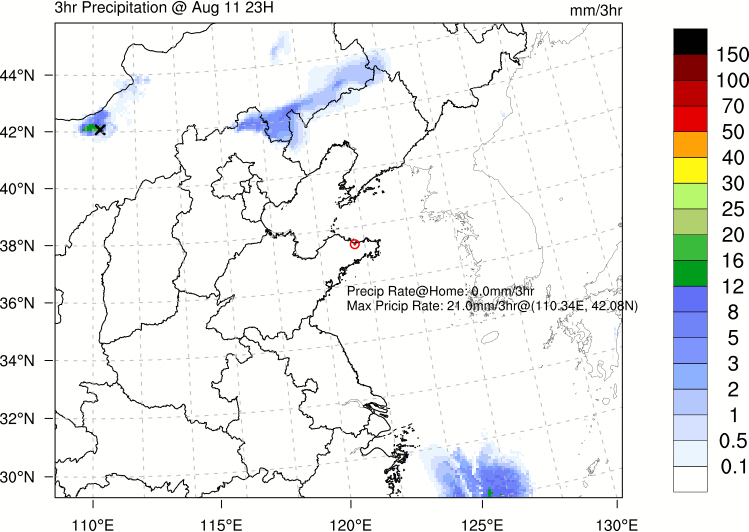 3hr Precipitation @ Aug 11 23H
mm/3hr
150
100
70
50
40
30
25
20
16
12
8
5
3
2
1
0.5
0.1
44°N
42°N
40°N
38°N
36°N
34°N
32°N
30°N
Precip Rate@Home: 0.0mm/3hr
Max Pricip Rate: 21.0mm/3hr@(110.34E, 42.08N)
110°E
115°E
120°E
125°E
130°E